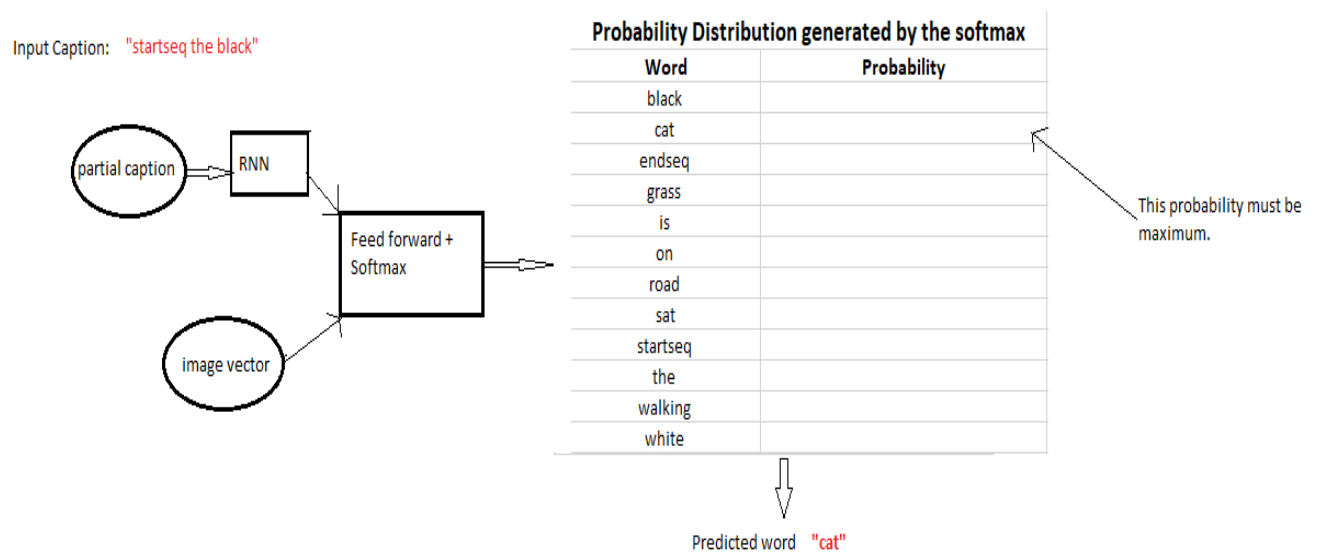 Input Caption: "startseq the black"
partial caption
RNN
Feed forward +
Softmax
image vector
Probability Distribution generated by the softmax
Word Probability
black
cat
endseq
grass
is
on
road
sat
startseq
the
walking
white
This probability must be
maximum.
Predicted word "cat"